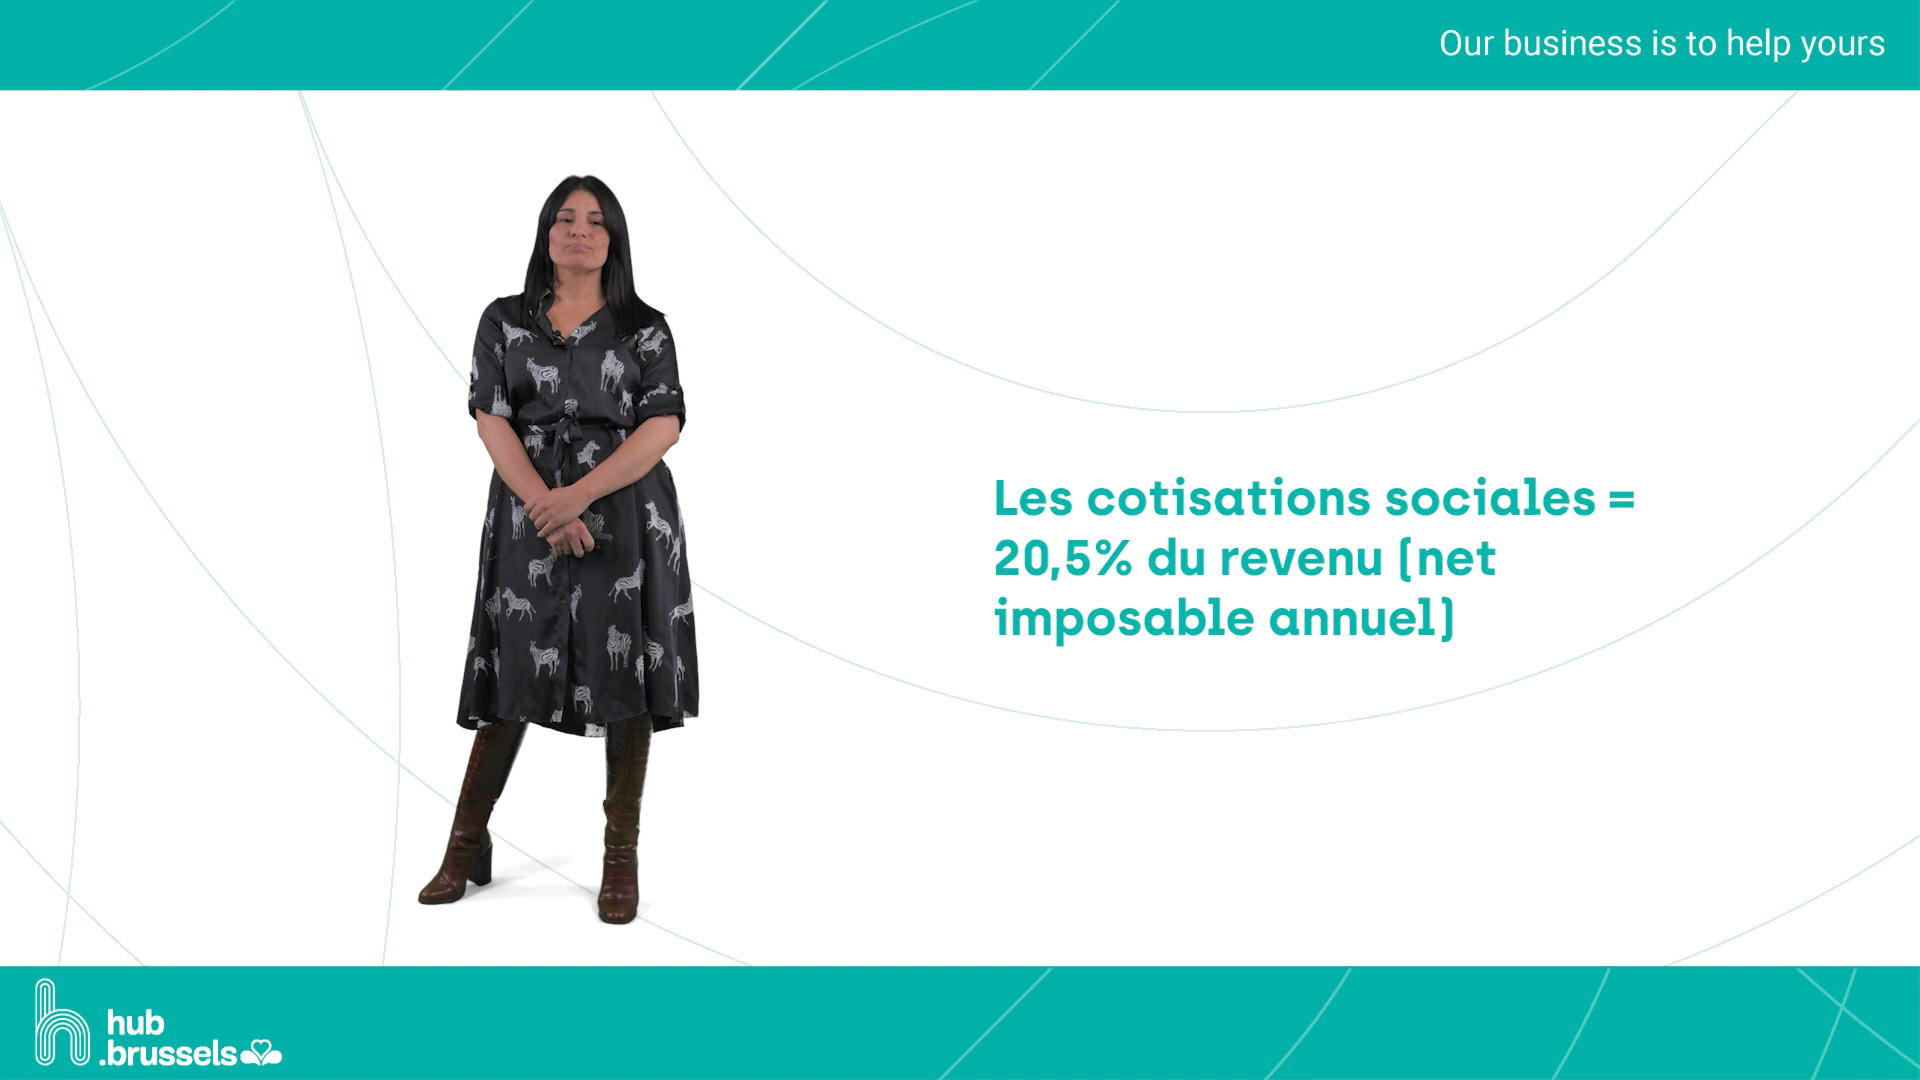 Our business is to help yours
Les cotisations sociales =
20,5% du revenu (net
imposable annuel)
hub
.brussels